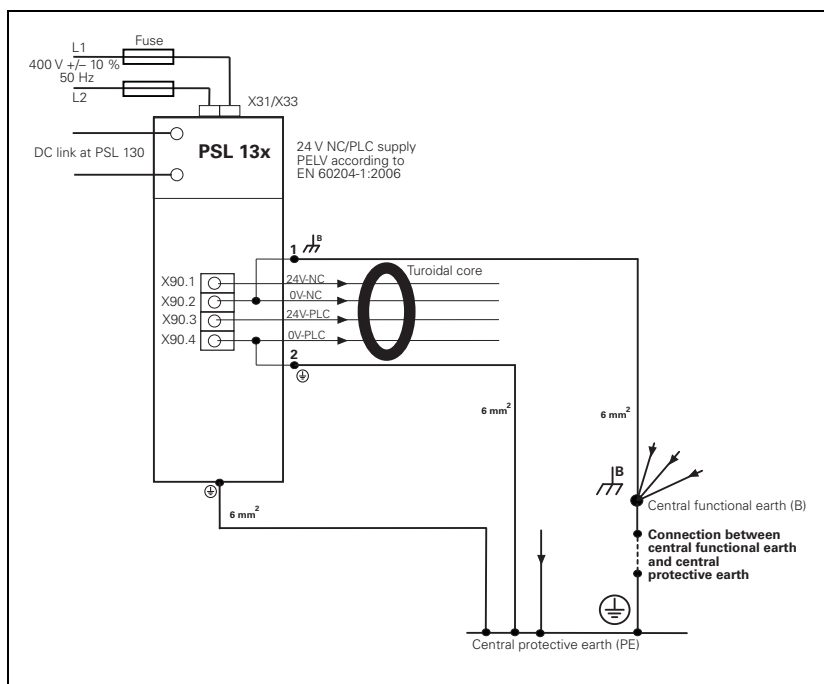 L1
Fuse
400 V +/– 10 %
50 Hz
L2
X31/X33
DC link at PSL 130
PSL 13x
24 V NC/PLC supply
PELV according to
EN 60204-1:2006
1
B
Turoidal core
X90.1
24V-NC
X90.2
0V-NC
X90.3
24V-PLC
X90.4
0V-PLC
2
6 mm²
6 mm²
B
Central functional earth (B)
6 mm²
Connection between
central functional earth
and central
protective earth
Central protective earth (PE)